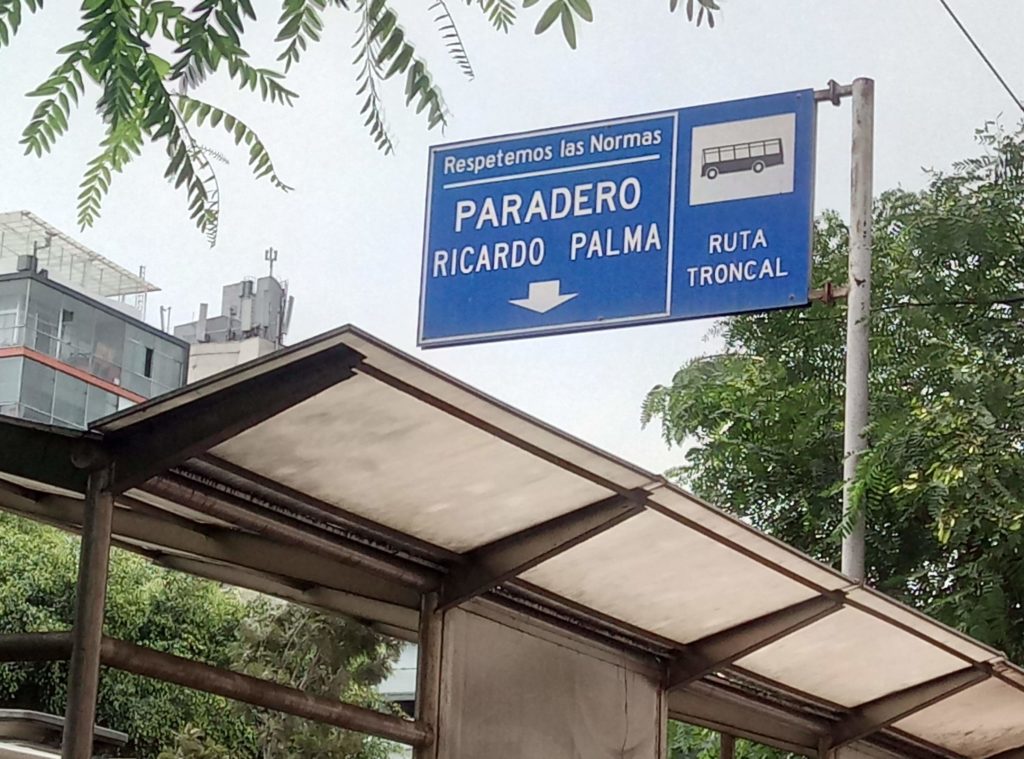 Respetemos las Normas
PARADERO
RICARDO PALMA
RUTA
TRONCAL